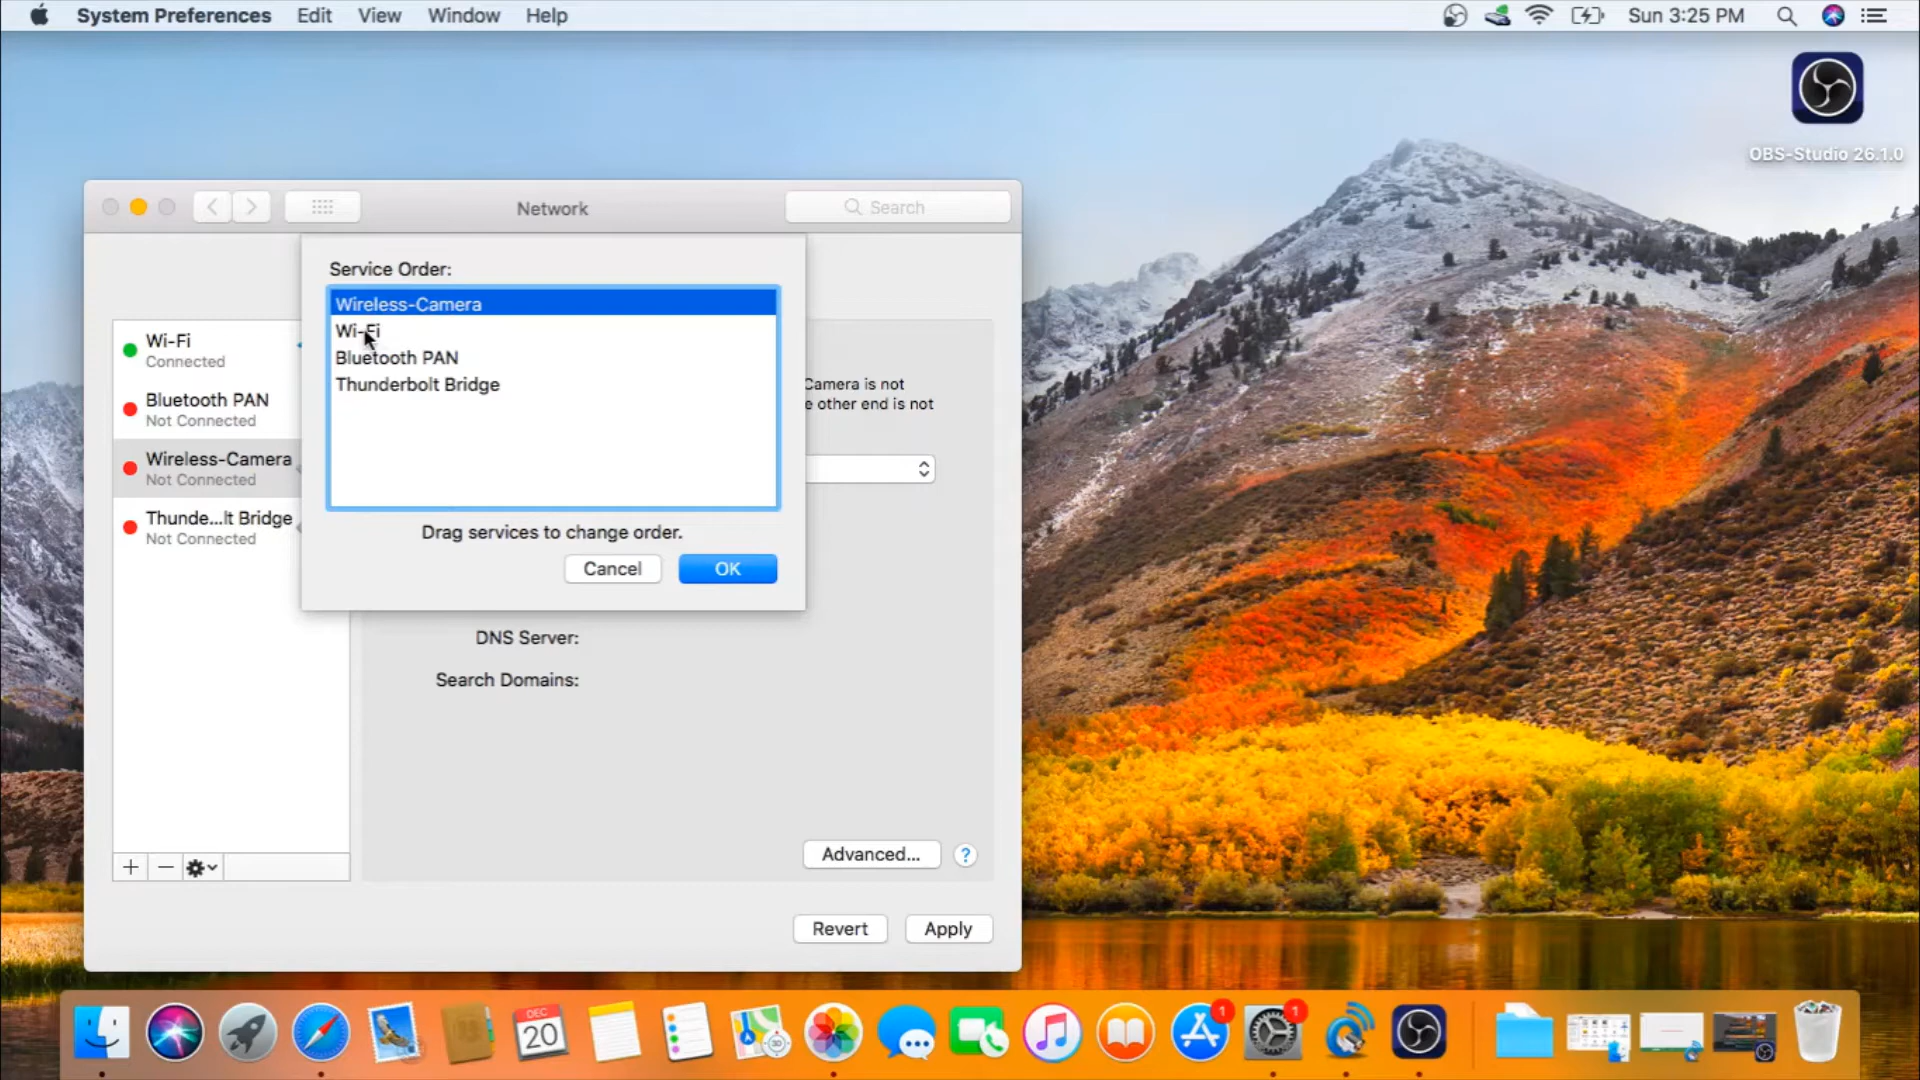 System Preferences Edit View Window Help
Sun 3:25 PM
OBS-Studio 26.1.0
Network
Search
Service Order:
Wireless-Camera
Wi-Fi
Bluetooth PAN
Thunderbolt Bridge
Drag services to change order.
Cancel
OK
Wi-Fi
Connected
Bluetooth PAN
Not Connected
Wireless-Camera
Not Connected
Thunde...lt Bridge
Not Connected
Camera is not
e other end is not
DNS Server:
Search Domains:
Advanced...
?
Revert
Apply
DEC
20
3D
1
1